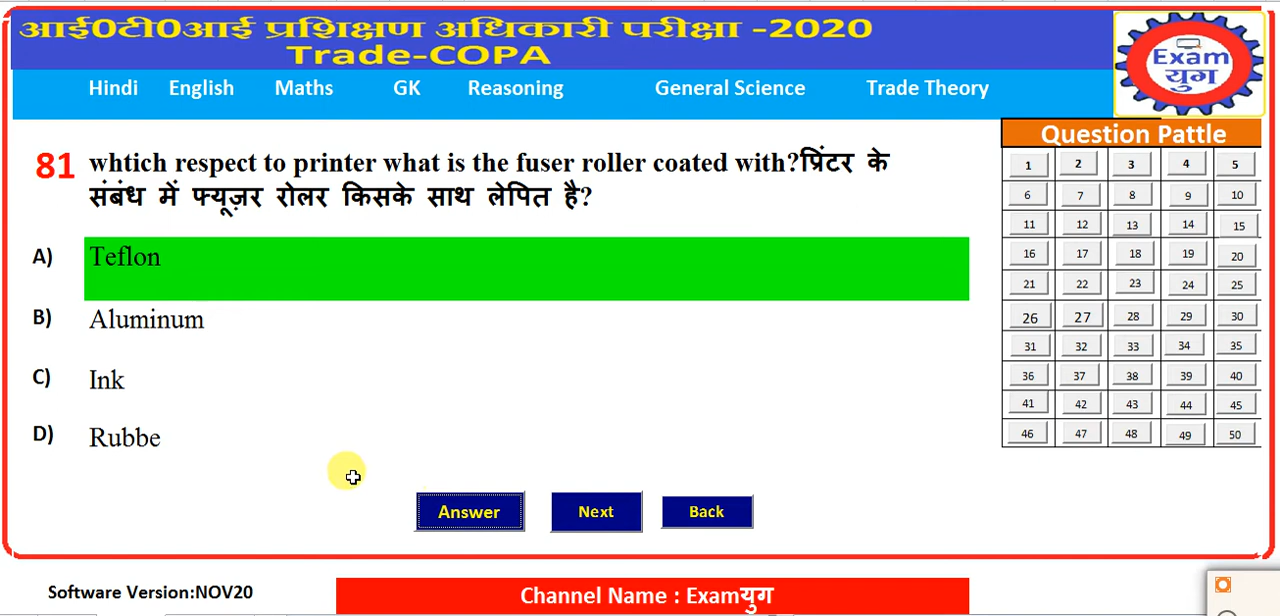 आई0टी0आई प्रशिक्षण अधिकारी परीक्षा -2020
Trade-COPA
Exam
युग
Hindi English Maths GK Reasoning General Science Trade Theory
Question Pattle
81 whtich respect to printer what is the fuser roller coated with?प्रिंटर के
संबंध में फ्यूज़र रोलर किसके साथ लेपित है?
A) Teflon
B) Aluminum
C) Ink
D) Rubbe
1 2 3 4 5
6 7 8 9 10
11 12 13 14 15
16 17 18 19 20
21 22 23 24 25
26 27 28 29 30
31 32 33 34 35
36 37 38 39 40
41 42 43 44 45
46 47 48 49 50
Answer Next Back
Software Version:NOV20
Channel Name : Examयुग